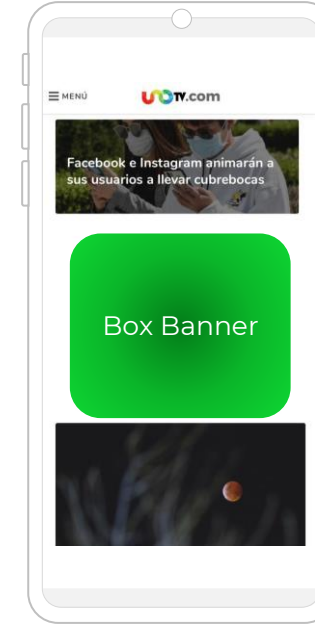 MENÚ
UNOTV.com
Facebook e Instagram animarán a
sus usuarios a llevar cubrebocas
Box Banner